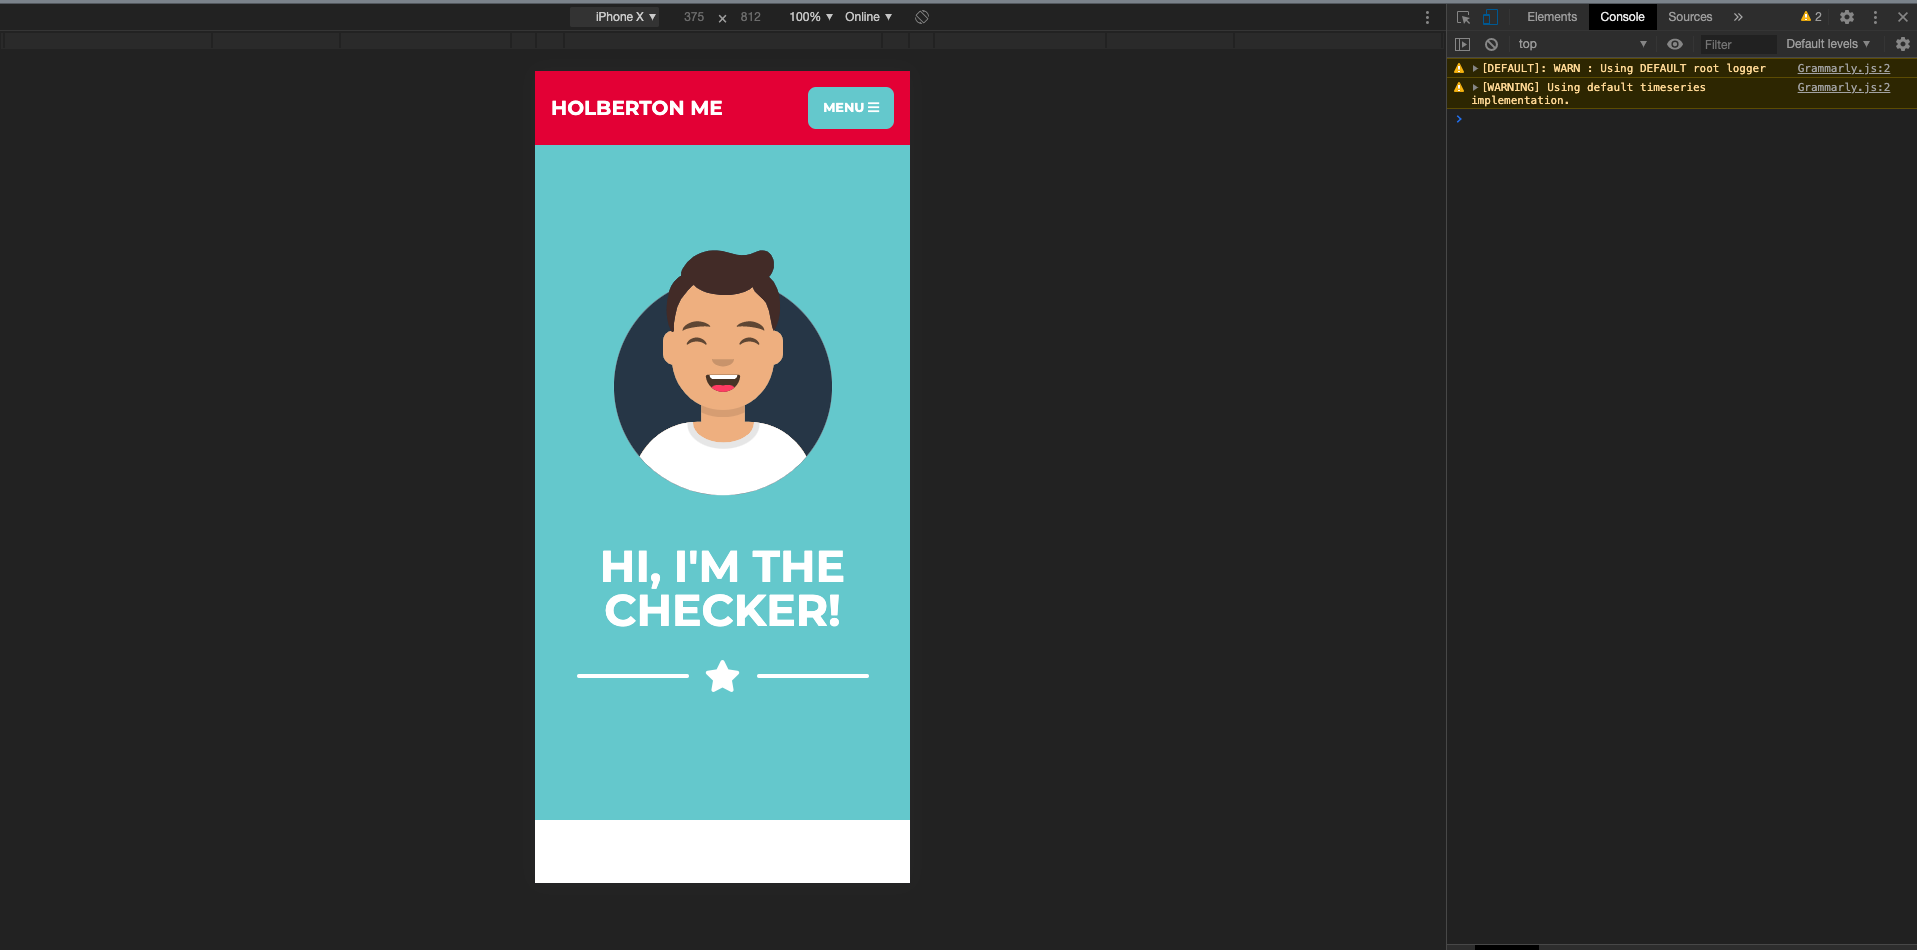 iPhone X ▼ 375 × 812 100% ▼ Online ▼
Elements Console Sources » 2
top ▼ Filter Default levels ▼
[DEFAULT]: WARN : Using DEFAULT root logger Grammarly.js:2
[WARNING] Using default timeseries Grammarly.js:2
implementation.
HOLBERTON ME
MENU
HI, I'M THE
CHECKER!